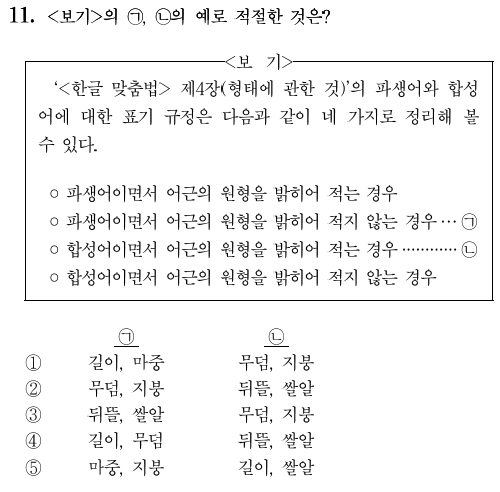 11. <보기>의 ㉠, ㉡의 예로 적절한 것은?
<보 기>
‘<한글 맞춤법> 제4장(형태에 관한 것)’의 파생어와 합성
어에 대한 표기 규정은 다음과 같이 네 가지로 정리해 볼
수 있다.
○ 파생어이면서 어근의 원형을 밝히어 적는 경우
○ 파생어이면서 어근의 원형을 밝히어 적지 않는 경우 … ㉠
○ 합성어이면서 어근의 원형을 밝히어 적는 경우 ………… ㉡
○ 합성어이면서 어근의 원형을 밝히어 적지 않는 경우
㉠ ㉡
① 길이, 마중 무덤, 지붕
② 무덤, 지붕 뒤뜰, 쌀알
③ 뒤뜰, 쌀알 무덤, 지붕
④ 길이, 무덤 뒤뜰, 쌀알
⑤ 마중, 지붕 길이, 쌀알